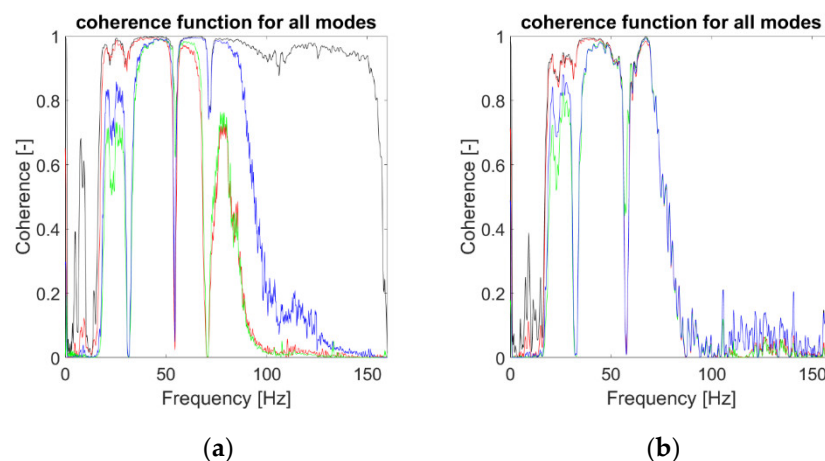 coherence function for all modes
Coherence [-]
1
0.8
0.6
0.4
0.2
0
0 50 100 150
Frequency [Hz]
(a)
coherence function for all modes
Coherence [-]
1
0.8
0.6
0.4
0.2
0
0 50 100 150
Frequency [Hz]
(b)